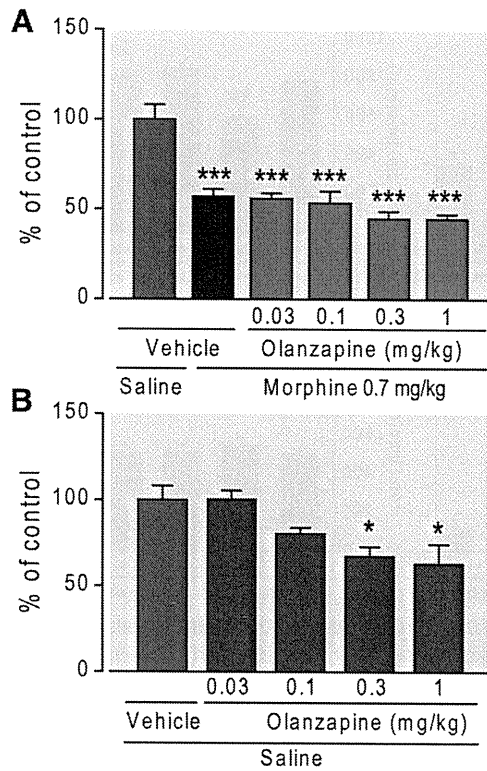 A
150
100
50
0
% of control
***
***
***
***
***
0.03 0.1 0.3 1
Vehicle Olanzapine (mg/kg)
Saline Morphine 0.7 mg/kg
B
150
100
50
0
% of control
*
*
0.03 0.1 0.3 1
Vehicle Olanzapine (mg/kg)
Saline